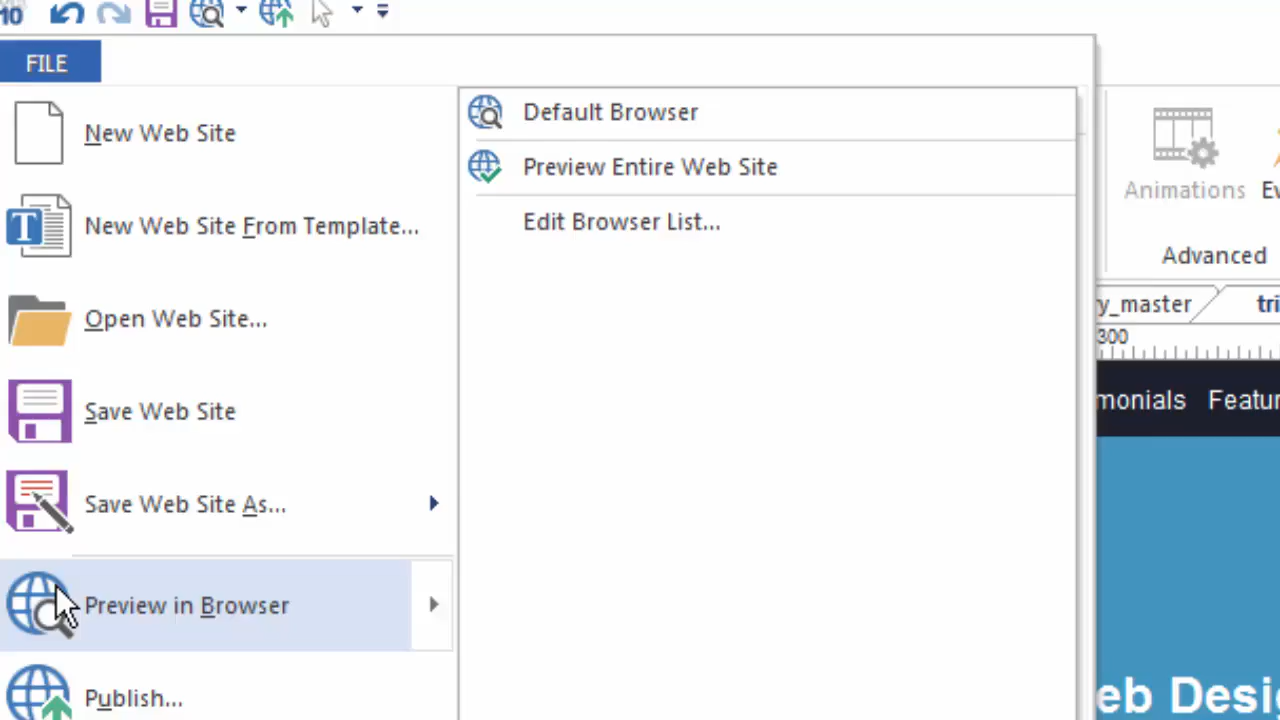 10
FILE
New Web Site
New Web Site From Template...
Open Web Site...
Save Web Site
Save Web Site As...
Preview in Browser
Publish...
Default Browser
Preview Entire Web Site
Edit Browser List...
Animations
Advanced
y_master
300
monials Featur
eb Desi